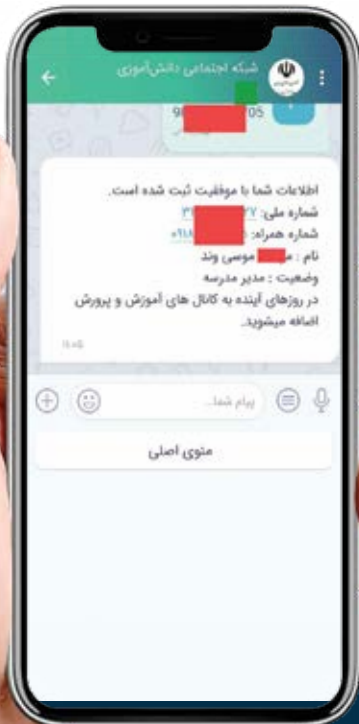 شبکه اجتماعی دانش‌آموزی
اطلاعات شما با موفقیت ثبت شده است.
شماره ملی:
شماره همراه: ۰۹۱۸
نام : م موسی وند
وضعیت : مدیر مدرسه
در روزهای آینده به کانال های آموزش و پرورش
اضافه میشوید.
پیام شما...
منوی اصلی